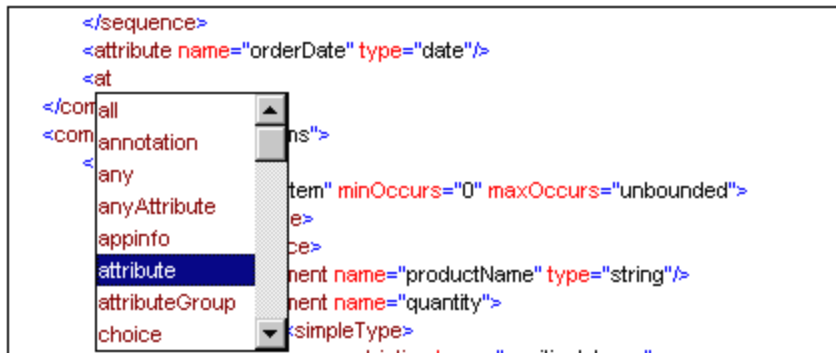 </sequence>
<attribute name="orderDate" type="date"/>
<at
</com
all
<com ns">
annotation
<
any
tem" minOccurs="0" maxOccurs="unbounded">
anyAttribute
e>
appinfo
ce>
attribute
ment name="productName" type="string"/>
attributeGroup
ment name="quantity">
choice
<simpleType>